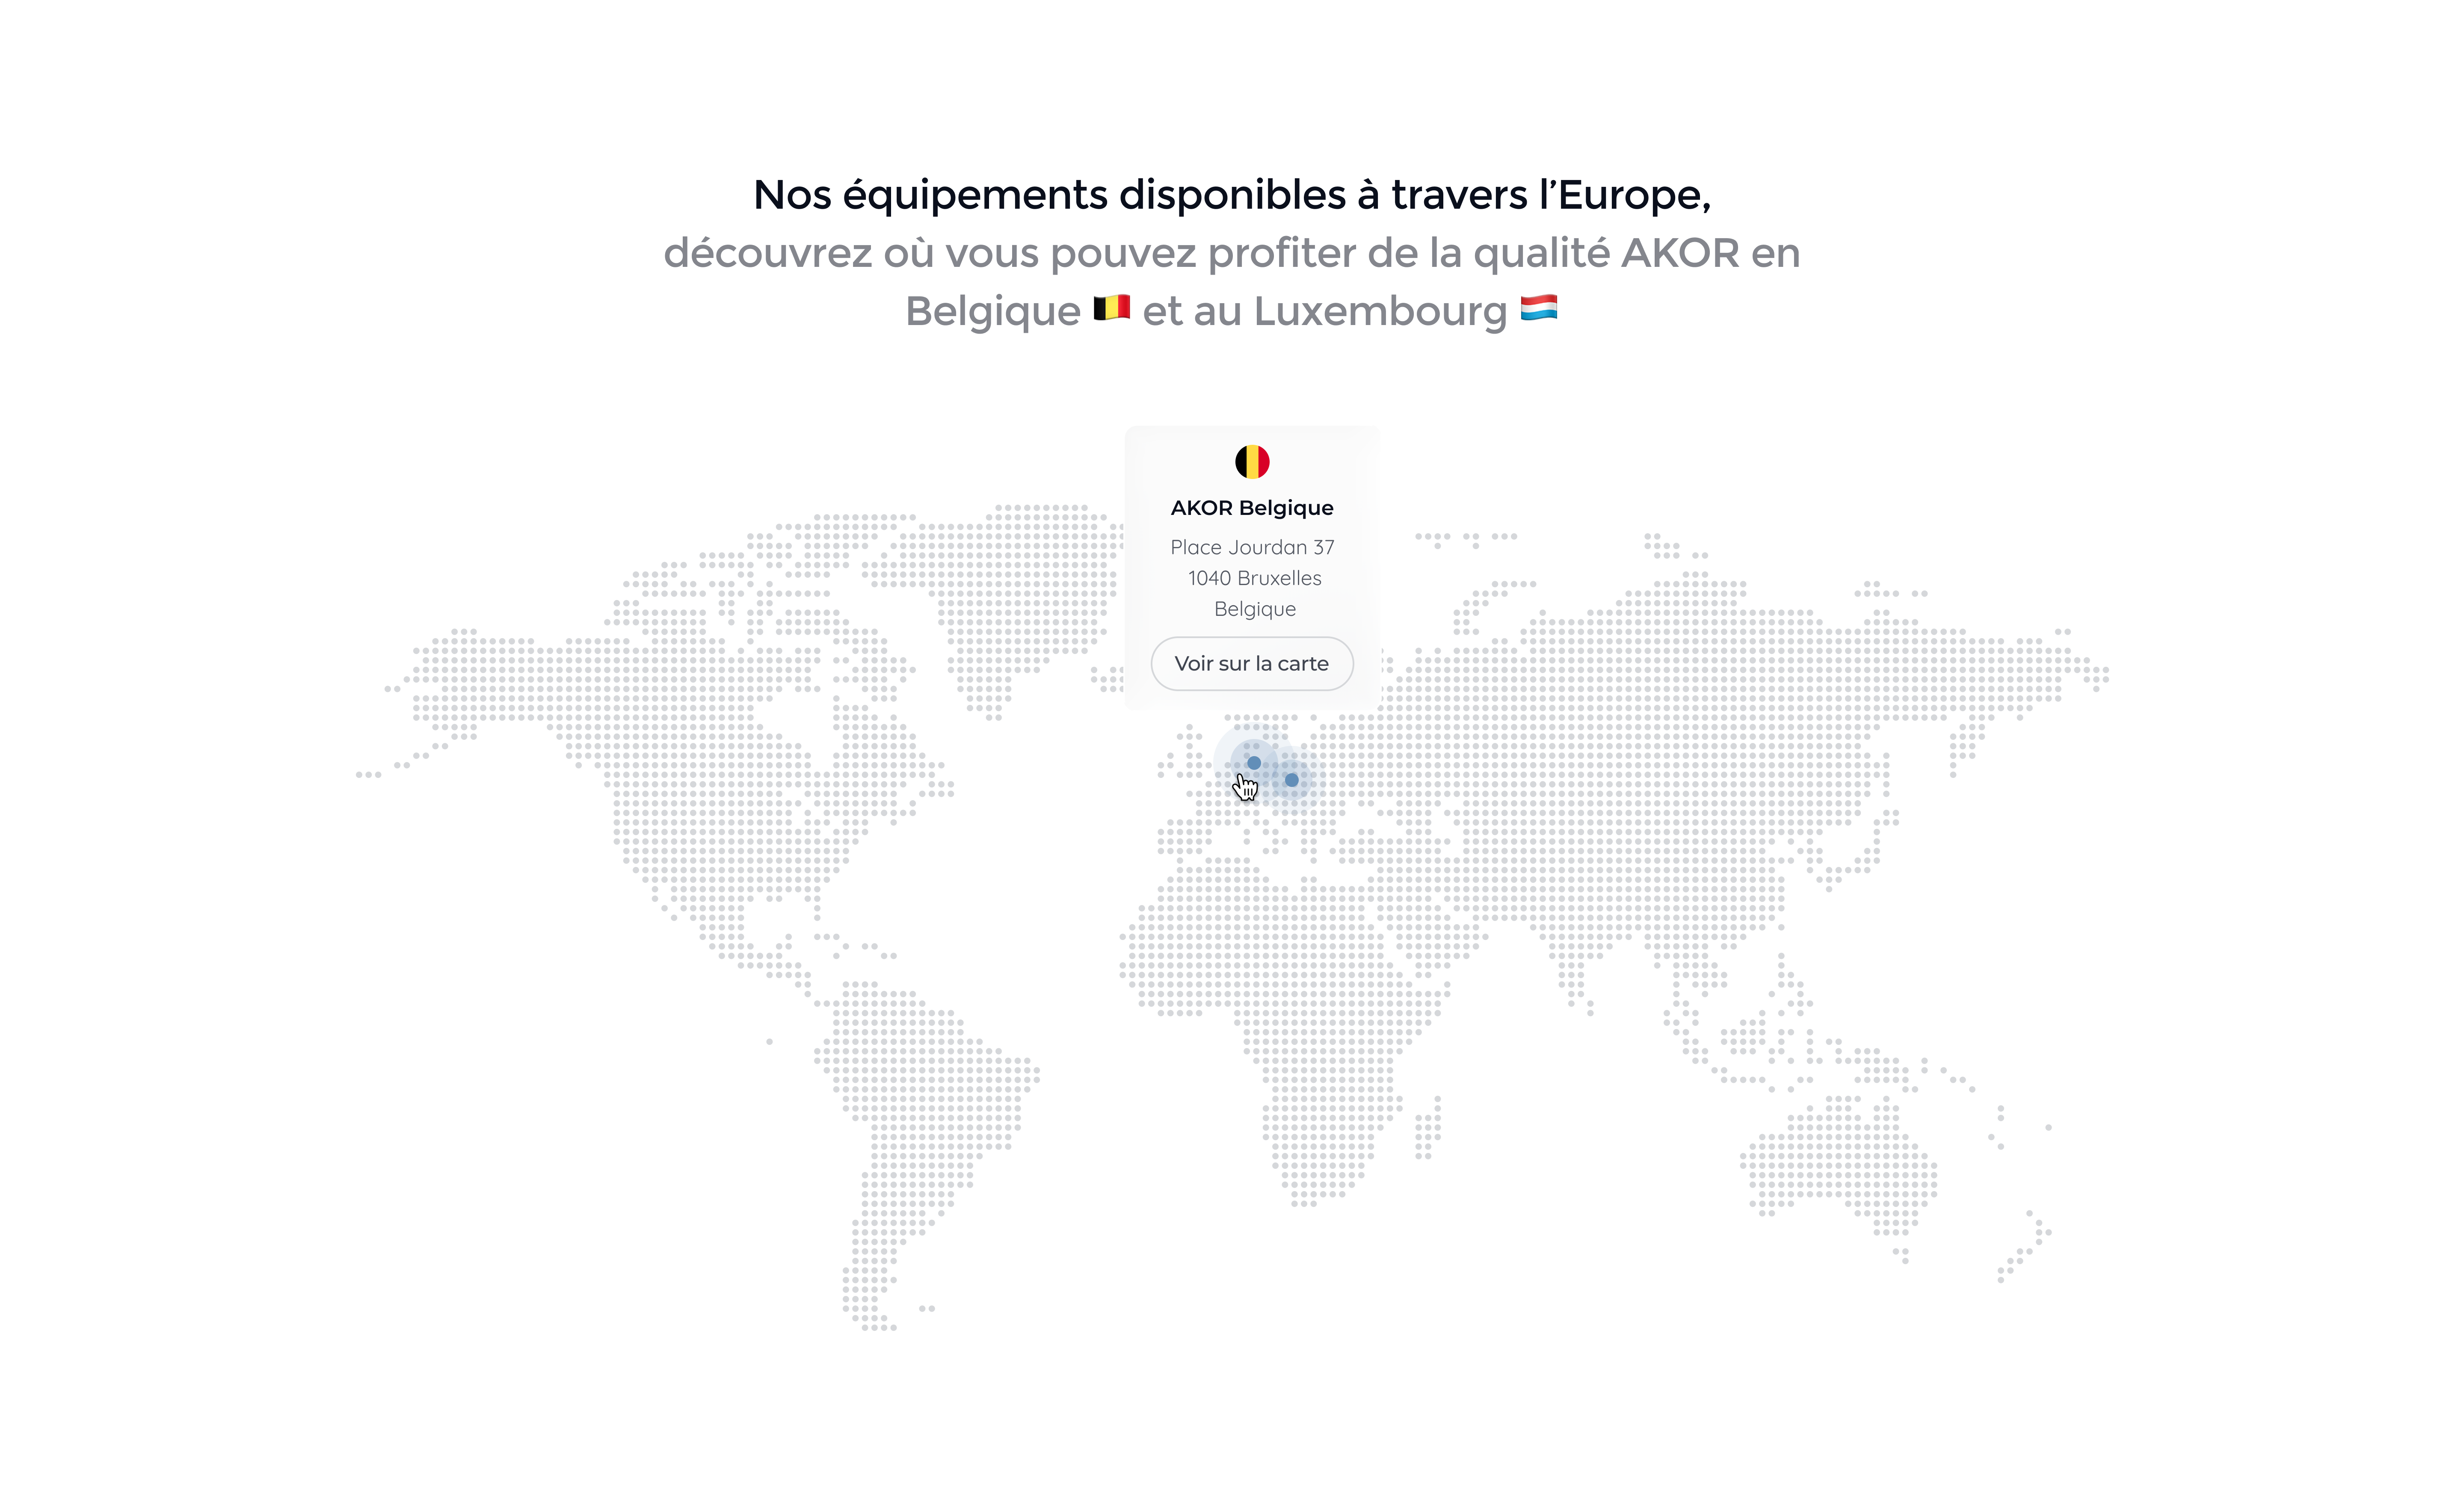 Nos équipements disponibles à travers l’Europe,
découvrez où vous pouvez profiter de la qualité AKOR en
Belgique 🇧🇪 et au Luxembourg 🇱🇺
AKOR Belgique
Place Jourdan 37
1040 Bruxelles
Belgique
Voir sur la carte